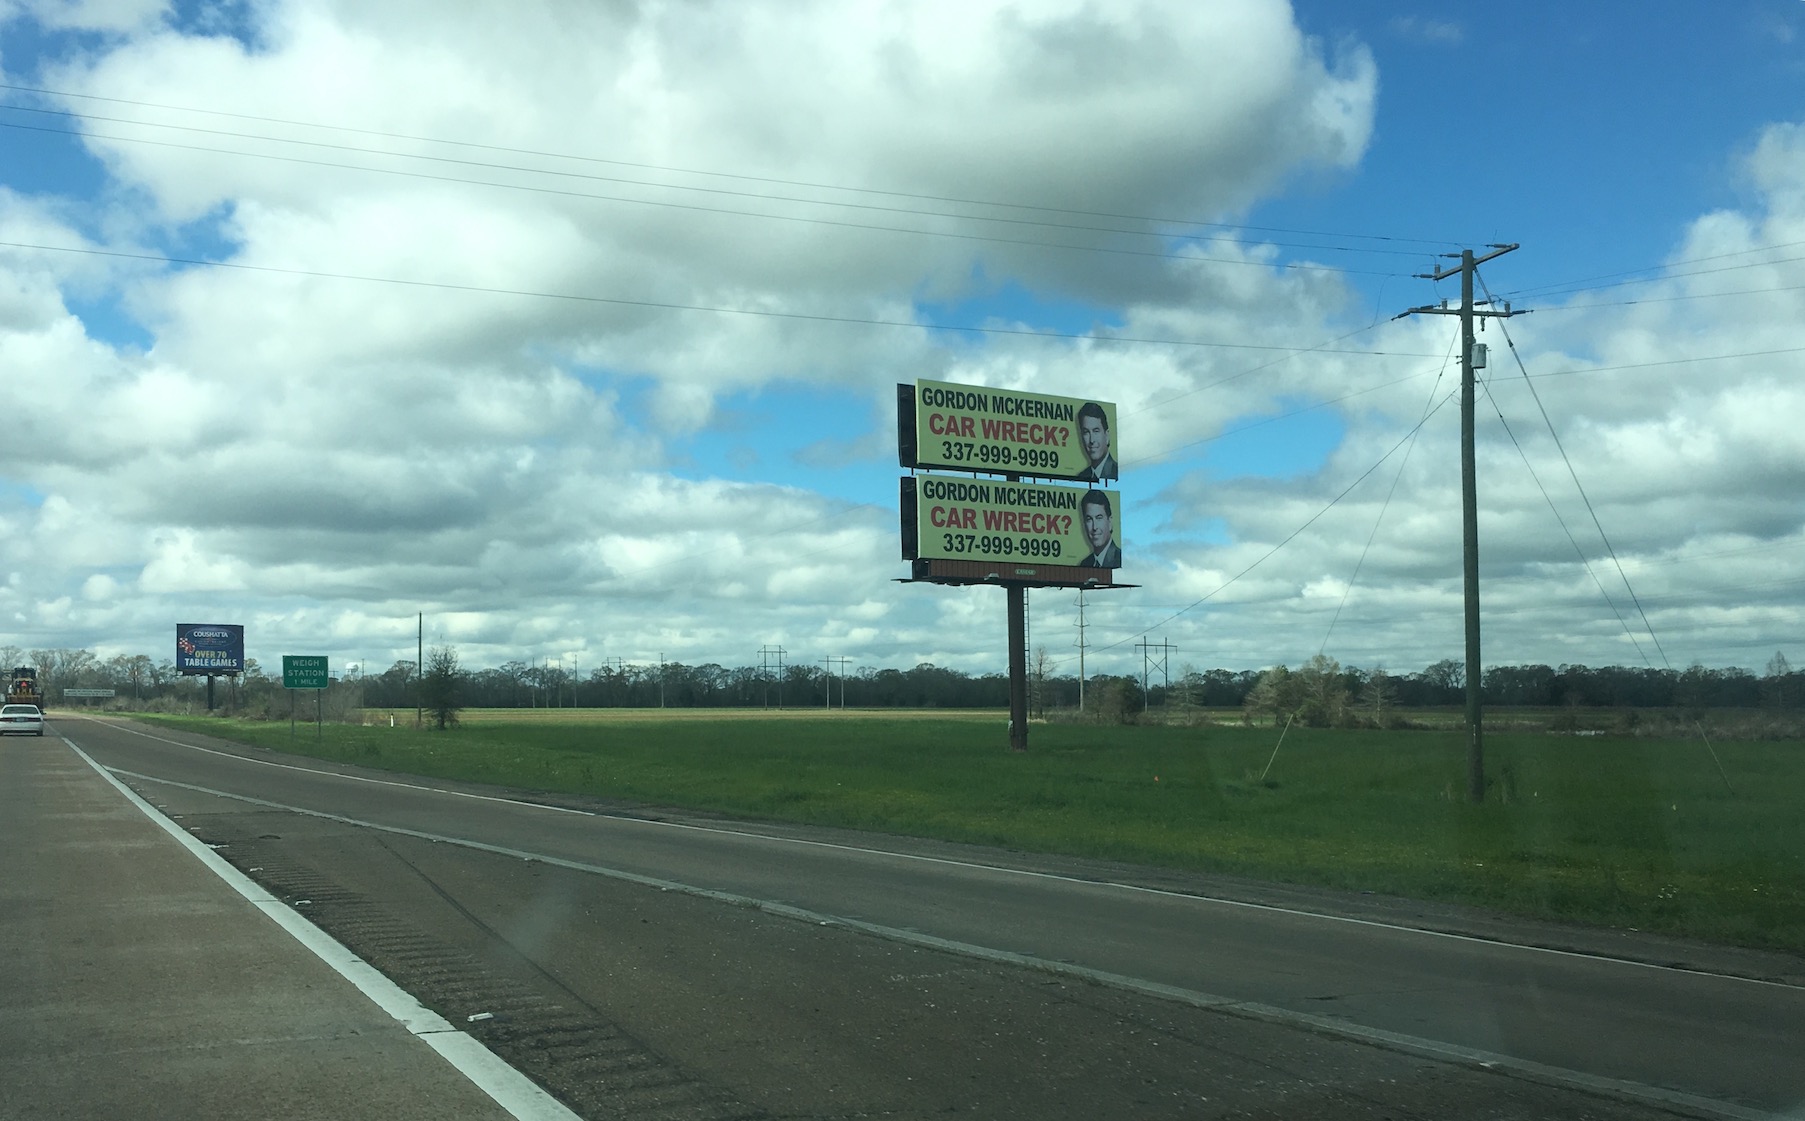 GORDON MCKERNAN
CAR WRECK?
337-999-9999
GORDON MCKERNAN
CAR WRECK?
337-999-9999
COUSHATTA
OVER 70
TABLE GAMES
WEIGH
STATION
1 MILE